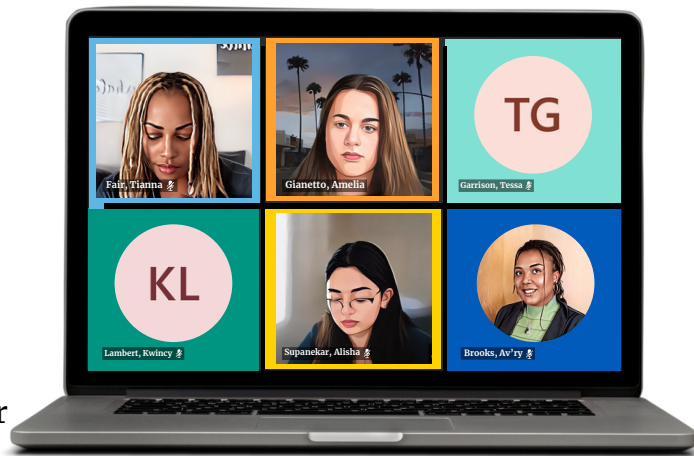 Fair, Tianna
Gianetto, Amelia
TG
Garrison, Tessa
KL
Lambert, Kwincy
Supanekar, Alisha
Brooks, Av'ry
r